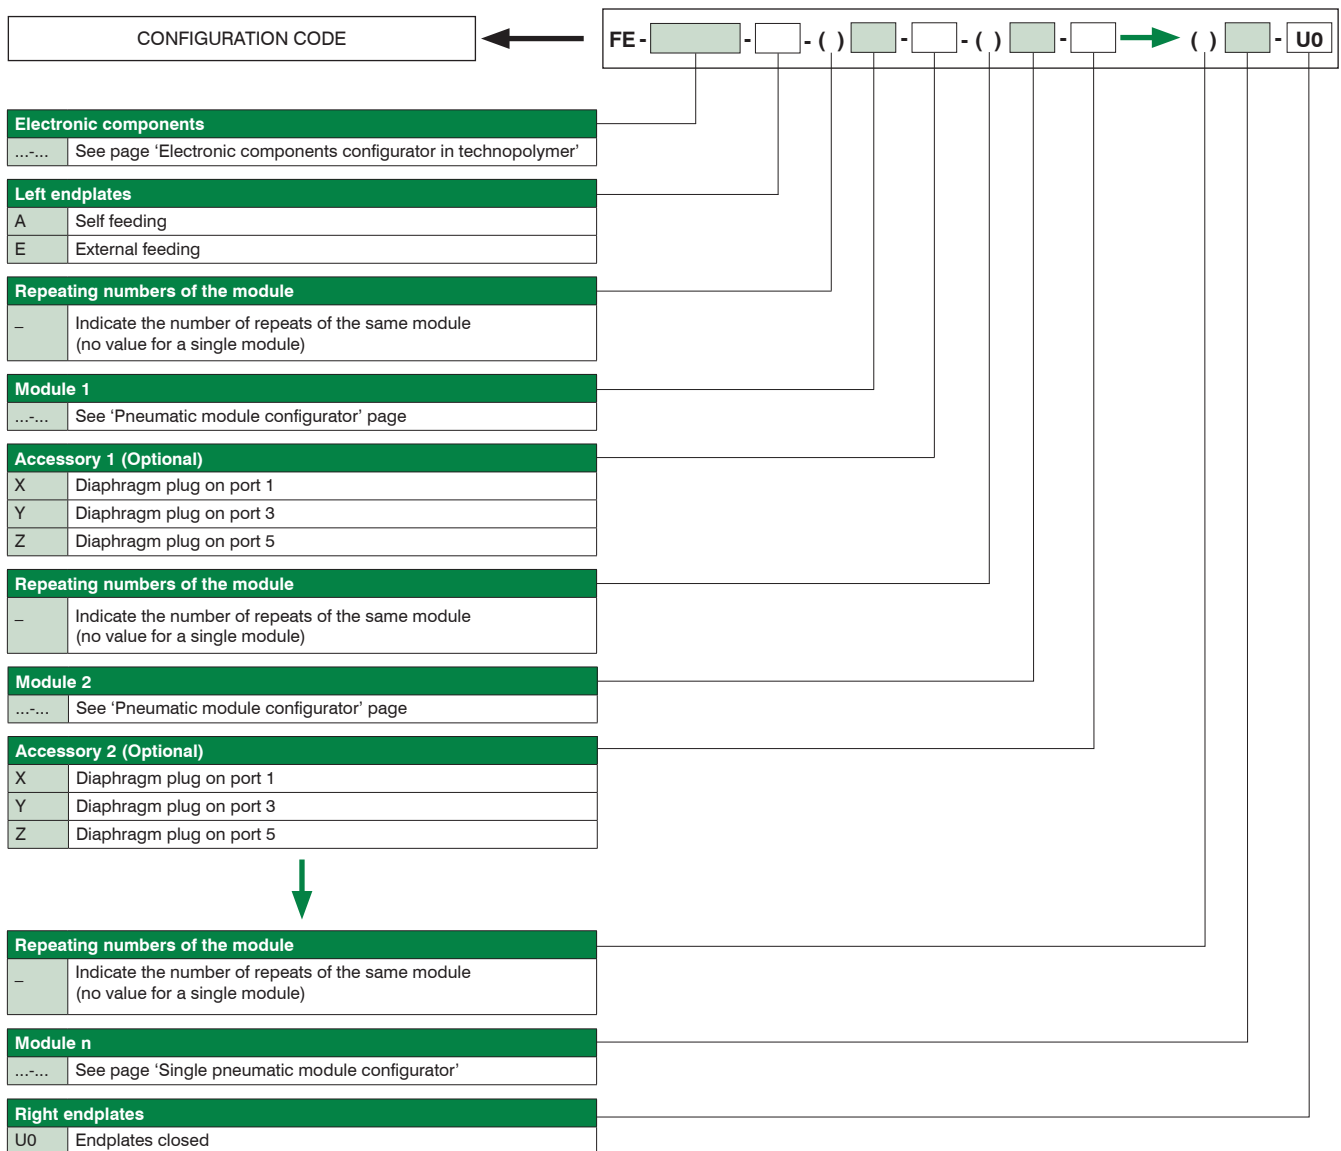 CONFIGURATION CODE
FE - - - ( ) - - ( ) - ( ) - U0
Electronic components
...-... See page ‘Electronic components configurator in technopolymer’
Left endplates
A Self feeding
E External feeding
Repeating numbers of the module
– Indicate the number of repeats of the same module
(no value for a single module)
Module 1
...-... See ‘Pneumatic module configurator’ page
Accessory 1 (Optional)
X Diaphragm plug on port 1
Y Diaphragm plug on port 3
Z Diaphragm plug on port 5
Repeating numbers of the module
– Indicate the number of repeats of the same module
(no value for a single module)
Module 2
...-... See ‘Pneumatic module configurator’ page
Accessory 2 (Optional)
X Diaphragm plug on port 1
Y Diaphragm plug on port 3
Z Diaphragm plug on port 5
Repeating numbers of the module
– Indicate the number of repeats of the same module
(no value for a single module)
Module n
...-... See page ‘Single pneumatic module configurator’
Right endplates
U0 Endplates closed